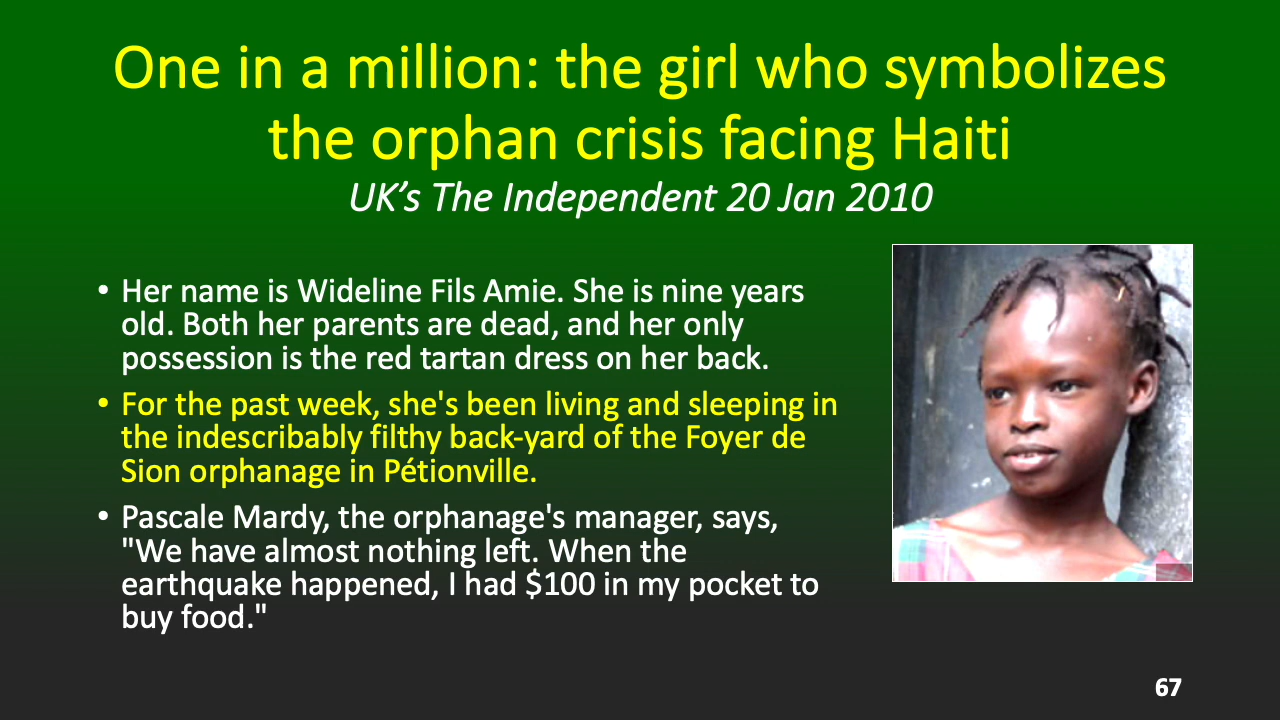 One in a million: the girl who symbolizes
the orphan crisis facing Haiti
UK’s The Independent 20 Jan 2010
• Her name is Wideline Fils Amie. She is nine years
old. Both her parents are dead, and her only
possession is the red tartan dress on her back.
• For the past week, she's been living and sleeping in
the indescribably filthy back-yard of the Foyer de
Sion orphanage in Pétionville.
• Pascale Mardy, the orphanage's manager, says,
"We have almost nothing left. When the
earthquake happened, I had $100 in my pocket to
buy food."
67